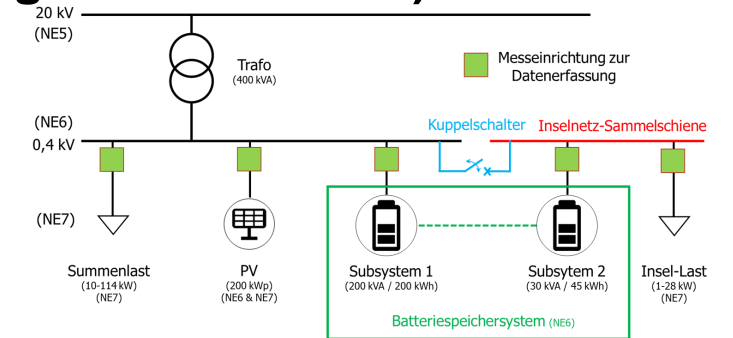 20 kV
(NE5)
Trafo
(400 kVA)
Messeinrichtung zur
Datenerfassung
(NE6)
0,4 kV
Kuppelschalter
Inselnetz-Sammelschiene
(NE7)
Summenlast
(10-114 kW)
(NE7)
PV
(200 kWp)
(NE6 & NE7)
Subsystem 1
(200 kVA / 200 kWh)
Subsytem 2
(30 kVA / 45 kWh)
Insel-Last
(1-28 kW)
(NE7)
Batteriespeichersystem (NE6)